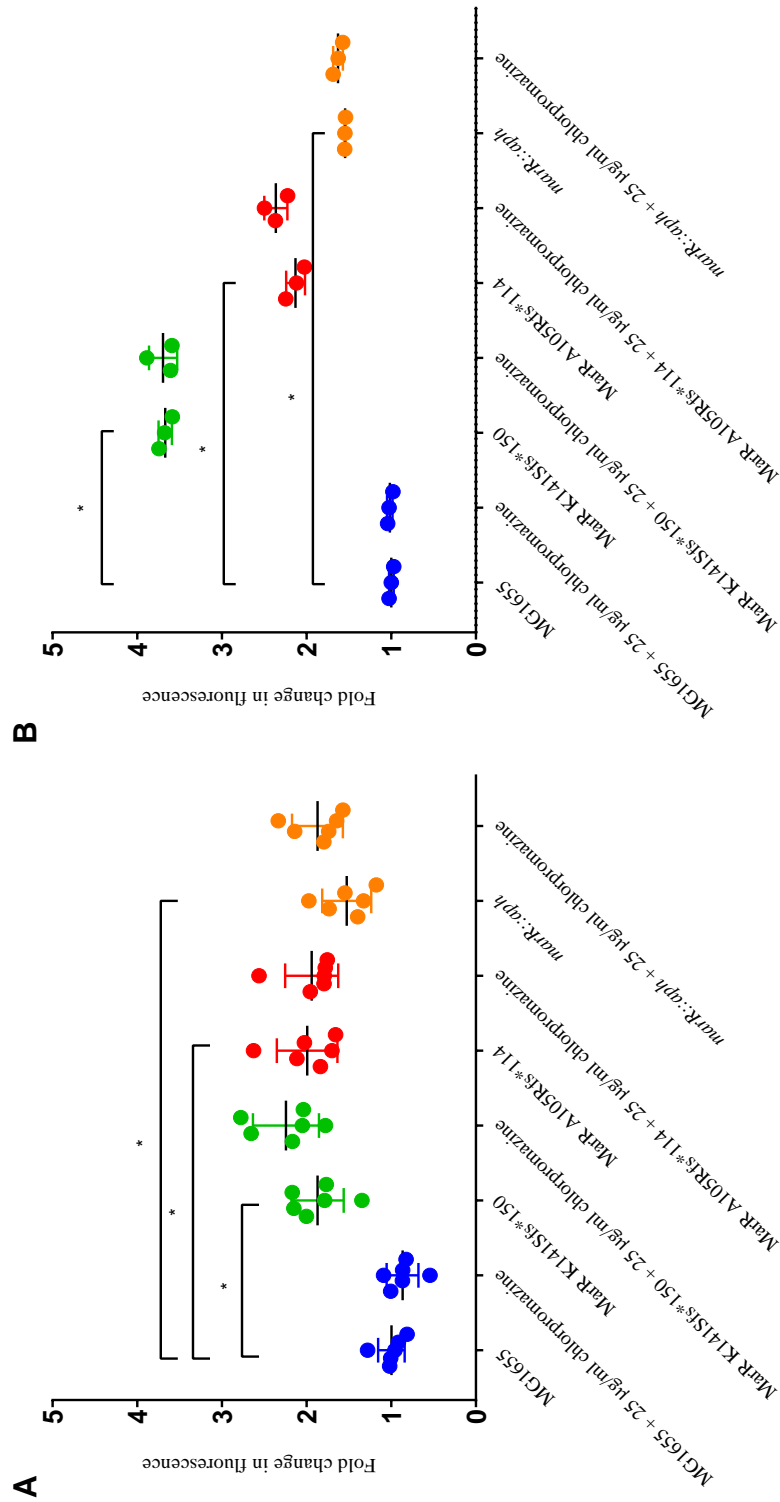 A
Fold change in fluorescence
5
4
3
2
1
0
*
*
*
MG1655
MG1655 + 25 µg/ml chlorpromazine
MarR K141Sfs*150
MarR K141Sfs*150 + 25 µg/ml chlorpromazine
MarR A105Rfs*114
MarR A105Rfs*114 + 25 µg/ml chlorpromazine
marR::aph
marR::aph + 25 µg/ml chlorpromazine
B
Fold change in fluorescence
5
4
3
2
1
0
*
*
*
MG1655
MG1655 + 25 µg/ml chlorpromazine
MarR K141Sfs*150
MarR K141Sfs*150 + 25 µg/ml chlorpromazine
MarR A105Rfs*114
MarR A105Rfs*114 + 25 µg/ml chlorpromazine
marR::aph
marR::aph + 25 µg/ml chlorpromazine